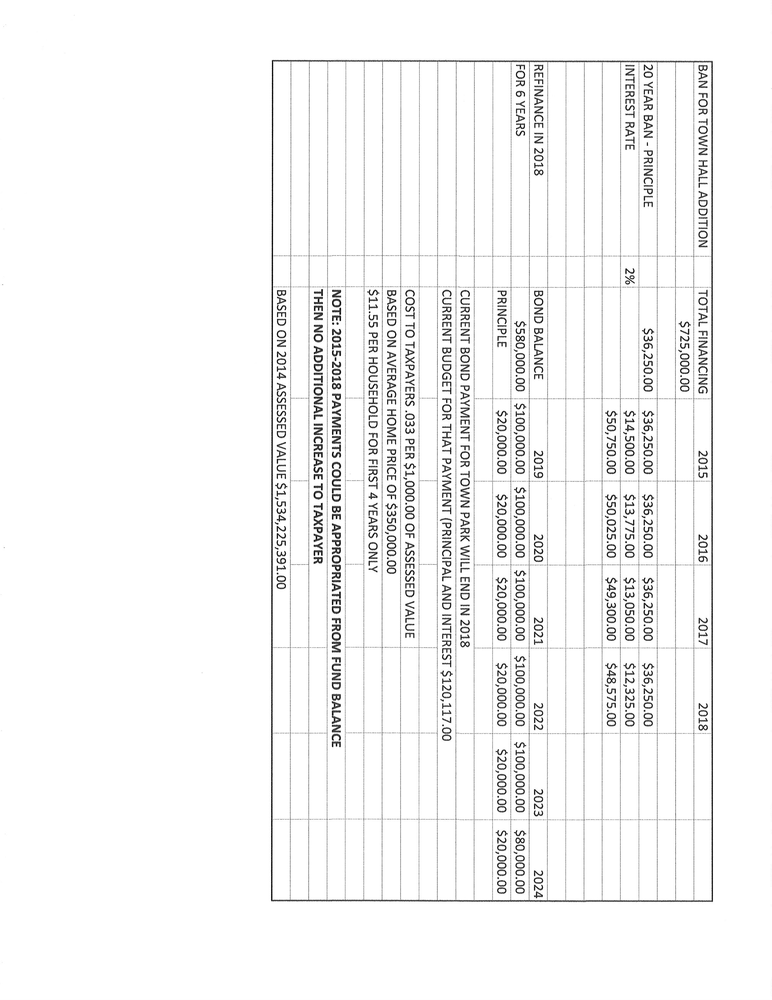 BAN FOR TOWN HALL ADDITION TOTAL FINANCING 2015 2016 2017 2018
$725,000.00
20 YEAR BAN - PRINCIPLE $36,250.00 $36,250.00 $36,250.00 $36,250.00 $36,250.00
INTEREST RATE 2% $14,500.00 $13,775.00 $13,050.00 $12,325.00
$50,750.00 $50,025.00 $49,300.00 $48,575.00
REFINANCE IN 2018 BOND BALANCE 2019 2020 2021 2022 2023 2024
FOR 6 YEARS $580,000.00 $100,000.00 $100,000.00 $100,000.00 $100,000.00 $100,000.00 $80,000.00
PRINCIPLE $20,000.00 $20,000.00 $20,000.00 $20,000.00 $20,000.00 $20,000.00
CURRENT BOND PAYMENT FOR TOWN PARK WILL END IN 2018
CURRENT BUDGET FOR THAT PAYMENT (PRINCIPAL AND INTEREST $120,117.00
COST TO TAXPAYERS .033 PER $1,000.00 OF ASSESSED VALUE
BASED ON AVERAGE HOME PRICE OF $350,000.00
$11.55 PER HOUSEHOLD FOR FIRST 4 YEARS ONLY
NOTE: 2015-2018 PAYMENTS COULD BE APPROPRIATED FROM FUND BALANCE
THEN NO ADDITIONAL INCREASE TO TAXPAYER
BASED ON 2014 ASSESSED VALUE $1,534,225,391.00